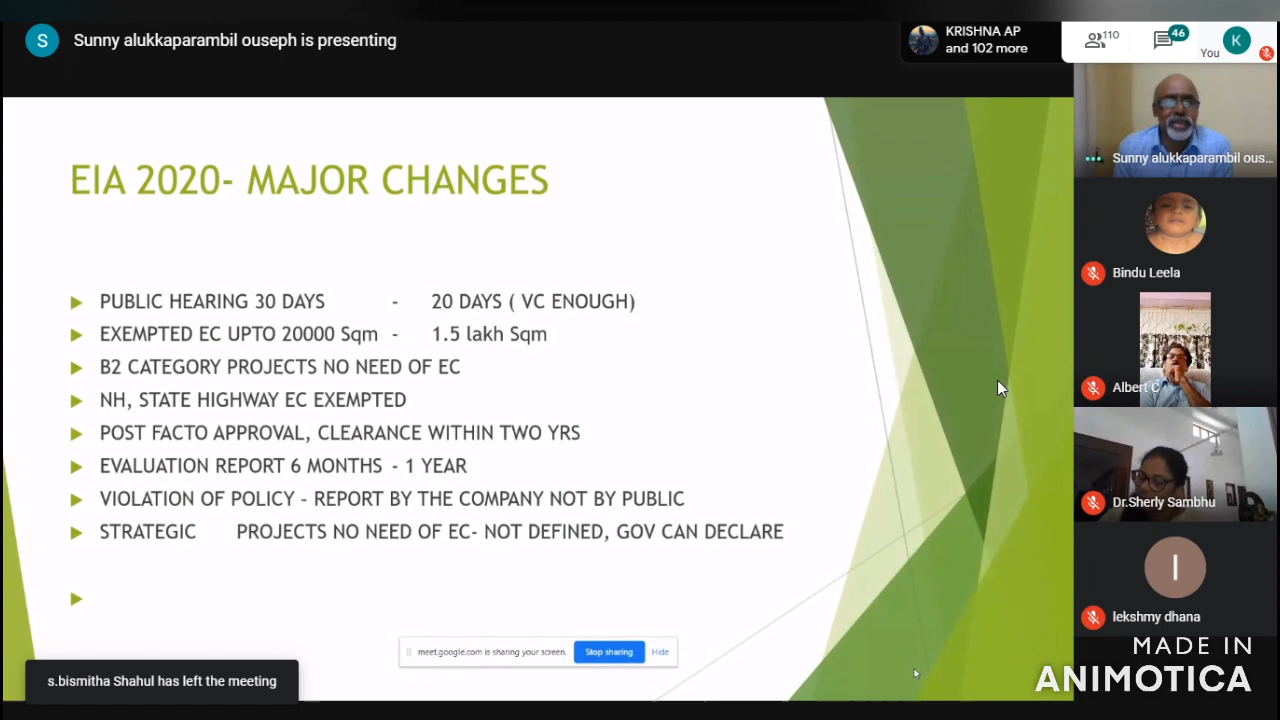 S
Sunny alukkaparambil ouseph is presenting
KRISHNA AP
and 102 more
110
46
You
K
EIA 2020- MAJOR CHANGES
PUBLIC HEARING 30 DAYS - 20 DAYS ( VC ENOUGH)
EXEMPTED EC UPTO 20000 Sqm - 1.5 lakh Sqm
B2 CATEGORY PROJECTS NO NEED OF EC
NH, STATE HIGHWAY EC EXEMPTED
POST FACTO APPROVAL, CLEARANCE WITHIN TWO YRS
EVALUATION REPORT 6 MONTHS - 1 YEAR
VIOLATION OF POLICY – REPORT BY THE COMPANY NOT BY PUBLIC
STRATEGIC PROJECTS NO NEED OF EC- NOT DEFINED, GOV CAN DECLARE
meet.google.com is sharing your screen. Stop sharing Hide
s.bismitha Shahul has left the meeting
Sunny alukkaparambil ous...
Bindu Leela
Albert C
Dr.Sherly Sambhu
I
lekshmy dhana
MADE IN
ANIMOTICA